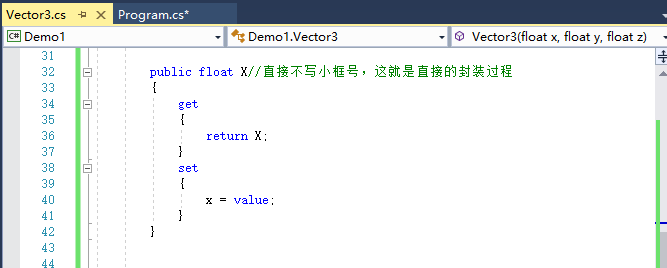 Vector3.cs Program.cs*
C# Demo1 Demo1.Vector3 Vector3(float x, float y, float z)
31
32 public float X//直接不写小框号，这就是直接的封装过程
33 {
34 get
35 {
36 return X;
37 }
38 set
39 {
40 x = value;
41 }
42 }
43
44